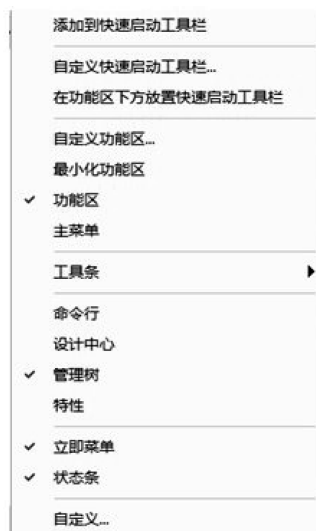 添加到快速启动工具栏
自定义快速启动工具栏...
在功能区下方放置快速启动工具栏
自定义功能区...
最小化功能区
功能区
主菜单
工具条
命令行
设计中心
管理树
特性
立即菜单
状态条
自定义...